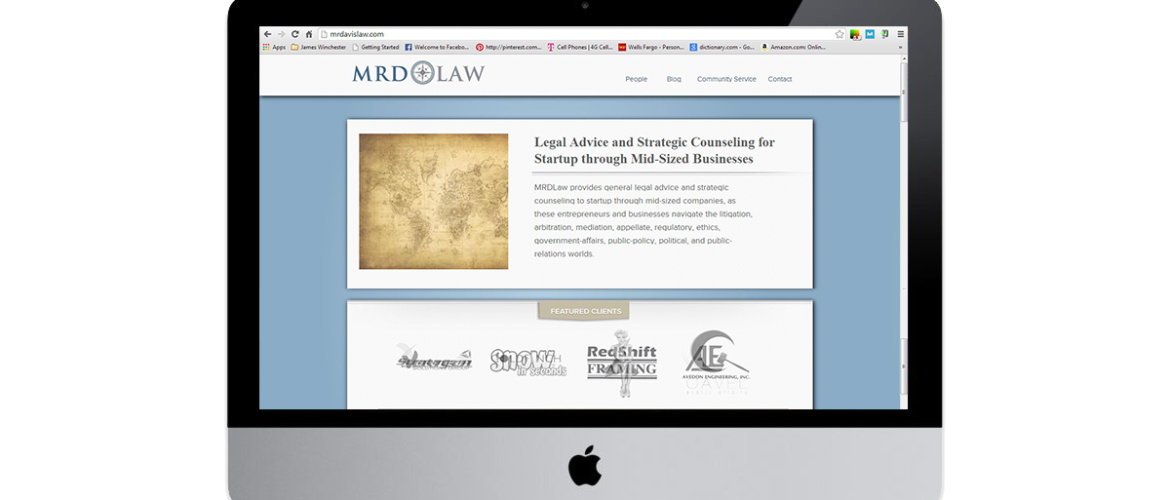 mrdavislaw.com
Apps James Winchester Getting Started Welcome to Facebo... http://pinterest.com... Cell Phones | 4G Cell... Wells Fargo - Person... dictionary.com - Go... Amazon.com: Onlin... »
MRD LAW
People Blog Community Service Contact
Legal Advice and Strategic Counseling for
Startup through Mid-Sized Businesses
MRDLaw provides general legal advice and strategic
counseling to startup through mid-sized companies, as
these entrepreneurs and businesses navigate the litigation,
arbitration, mediation, appellate, regulatory, ethics,
government-affairs, public-policy, political, and public-
relations worlds.
FEATURED CLIENTS
Snow
in Seconds
RedShift
FRAMING
AE
AVEDON ENGINEERING, INC.
GAVEL
PUBLIC AFFAIRS